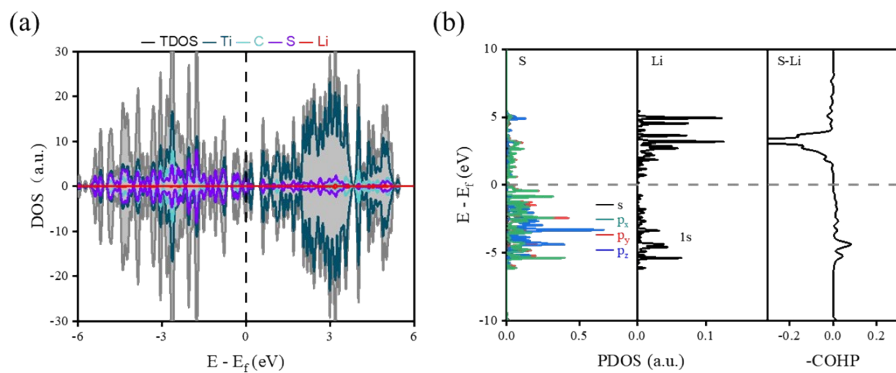 (a)
TDOS Ti C S Li
30
20
10
0
-10
-20
-30
DOS (a.u.)
-6 -3 0 3 6
E - Ef (eV)
(b)
S Li S-Li
10
5
0
-5
-10
E - Ef (eV)
s
px
py
pz
1s
0.0 0.5 0.0 0.1 -0.2 0.0 0.2
PDOS (a.u.) -COHP